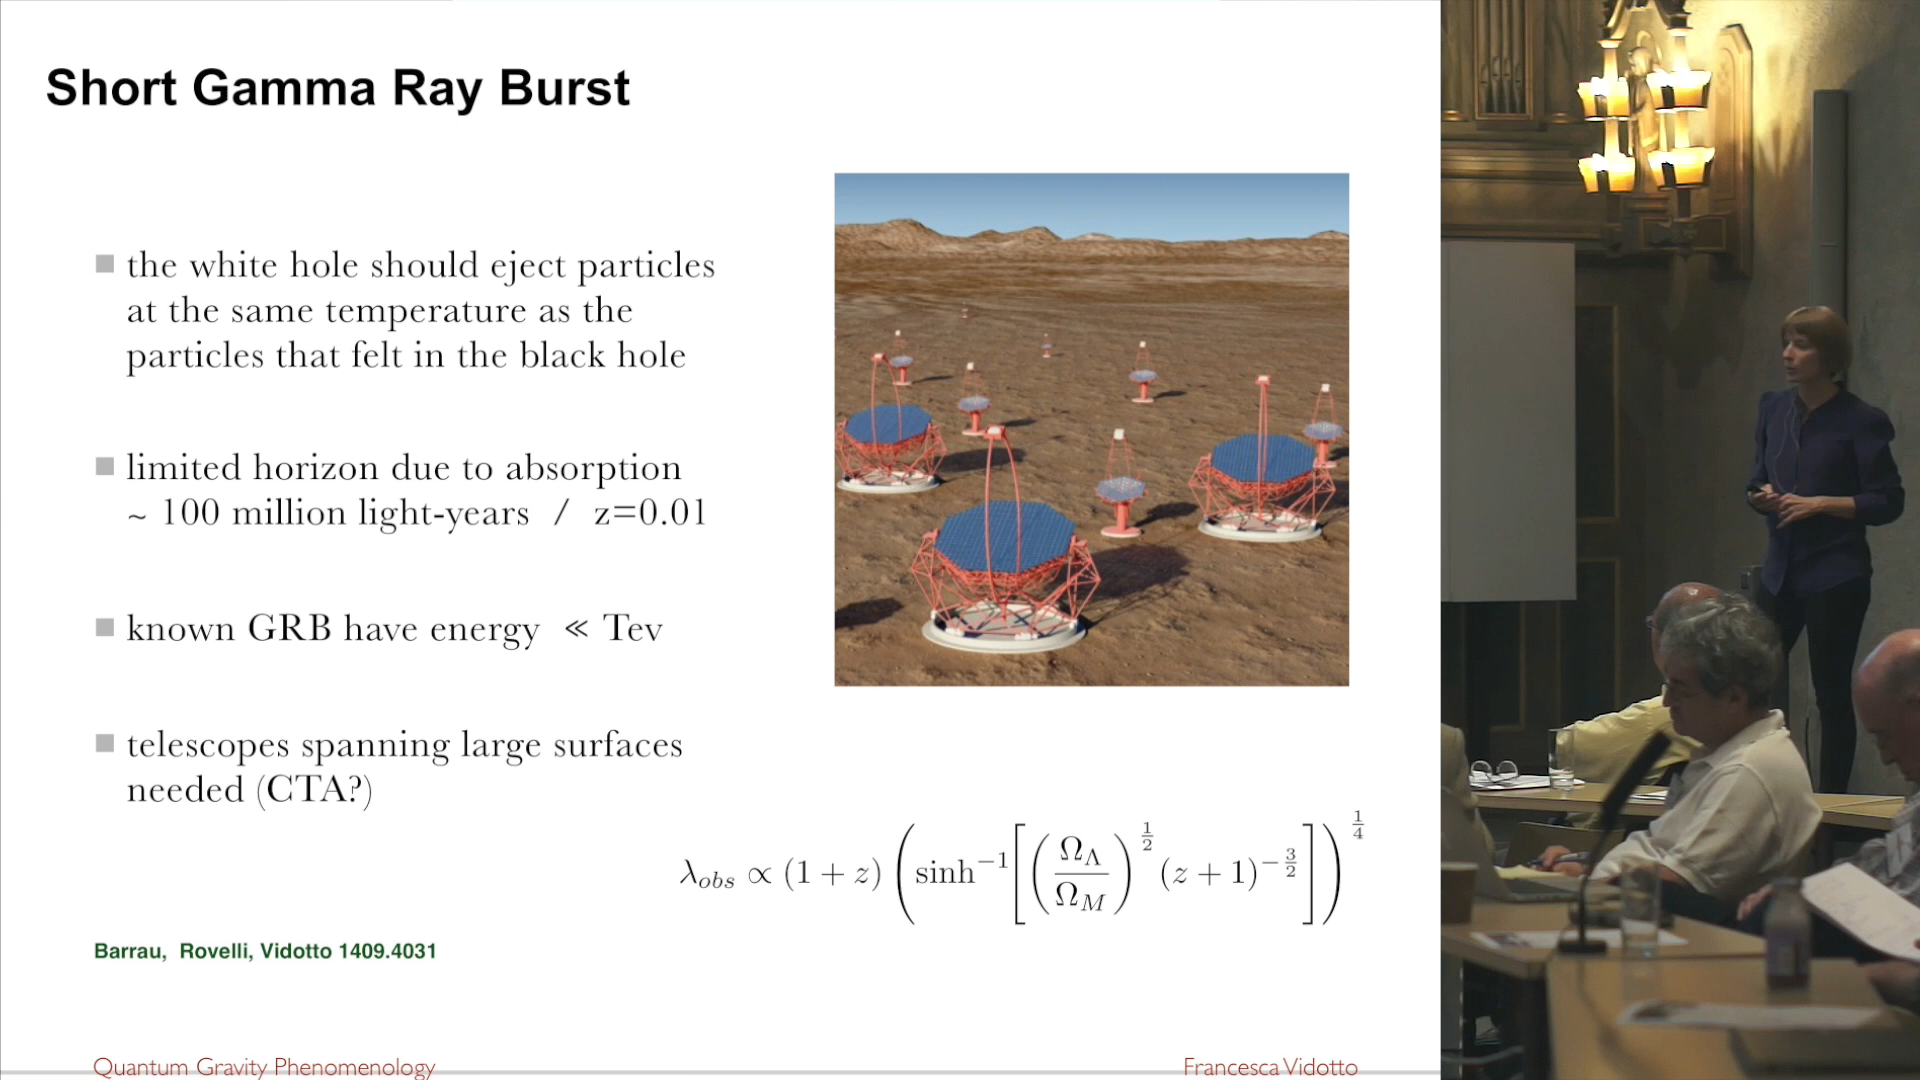 Short Gamma Ray Burst
the white hole should eject particles
at the same temperature as the
particles that felt in the black hole
limited horizon due to absorption
~ 100 million light-years / z=0.01
known GRB have energy ≪ Tev
telescopes spanning large surfaces
needed (CTA?)
λ_obs ∝ (1 + z) ( sinh⁻¹ [ ( Ω_Λ / Ω_M )^(1/2) (z + 1)^(-3/2) ] )^(1/4)
Barrau, Rovelli, Vidotto 1409.4031
Quantum Gravity Phenomenology
Francesca Vidotto